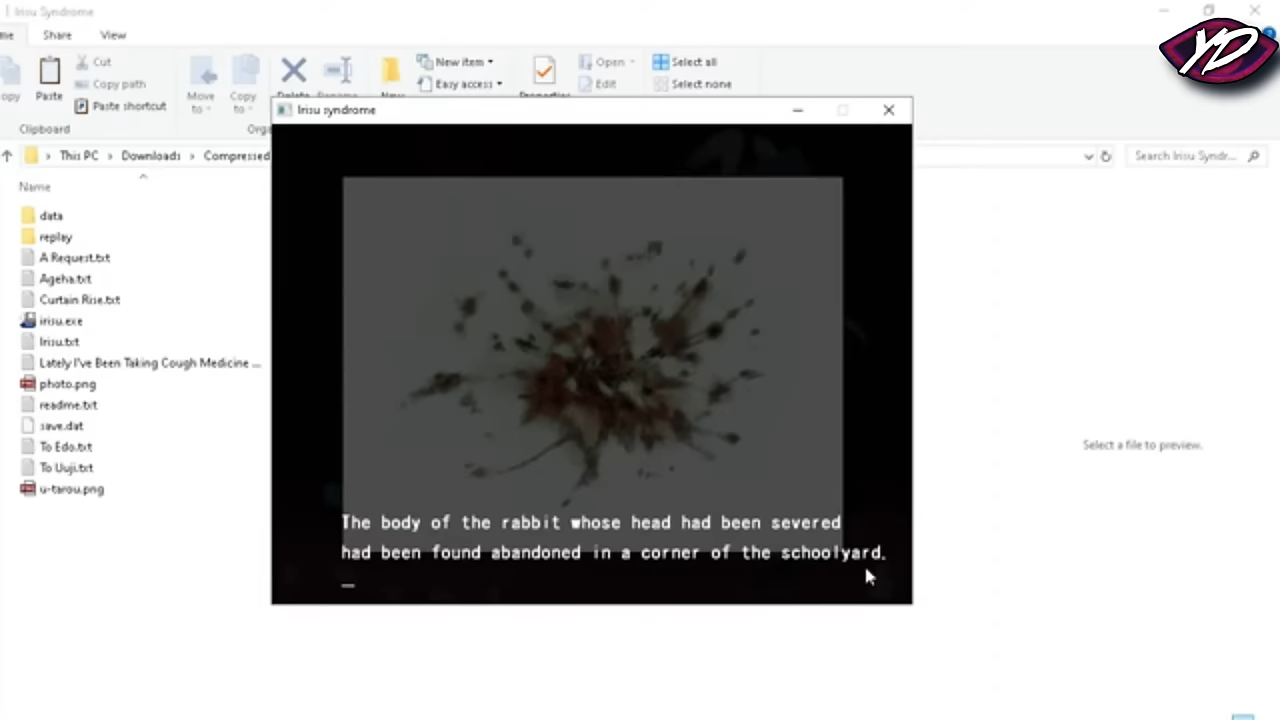 Irisu Syndrome
Share
View
Paste
Cut
Copy path
Paste shortcut
Move to
Copy to
New item
Easy access
Open
Edit
Select all
Select none
Clipboard
This PC > Downloads > Compressed
Search Irisu Syndr...
YD
Irisu syndrome
Name
data
replay
A Request.txt
Ageha.txt
Curtain Rise.txt
irisu.exe
Irisu.txt
Lately I've Been Taking Cough Medicine ...
photo.png
readme.txt
save.dat
To Edo.txt
To Uuji.txt
u-tarou.png
Select a file to preview.
The body of the rabbit whose head had been severed
had been found abandoned in a corner of the schoolyard.